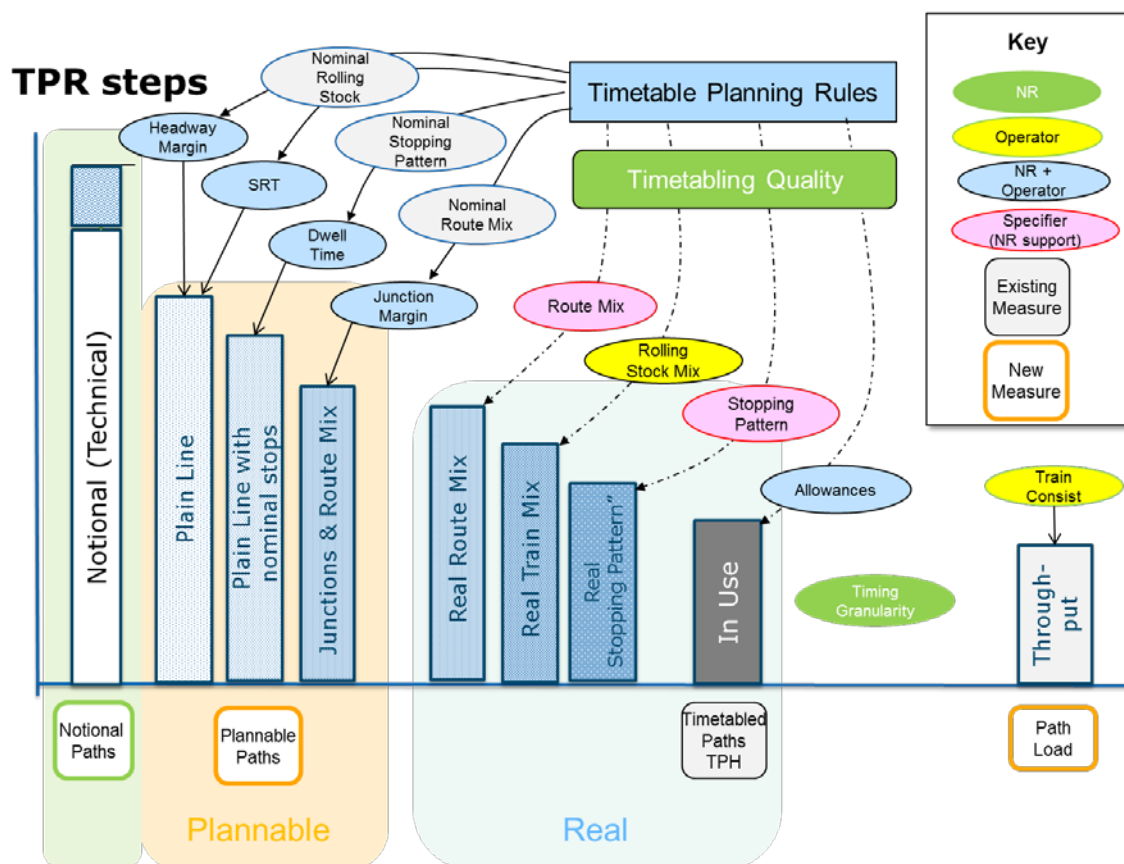 TPR steps
Nominal
Rolling
Stock
Timetable Planning Rules
Key
NR
Operator
NR +
Operator
Specifier
(NR support)
Existing
Measure
New
Measure
Headway
Margin
Nominal
Stopping
Pattern
SRT
Timetabling Quality
Nominal
Route Mix
Dwell
Time
Junction
Margin
Route Mix
Rolling
Stock Mix
Stopping
Pattern
Allowances
Train
Consist
Timing
Granularity
Notional (Technical)
Plain Line
Plain Line with
nominal stops
Junctions & Route Mix
Real Route Mix
Real Train Mix
Real
Stopping Pattern”
In Use
Through-
put
Notional
Paths
Plannable
Paths
Timetabled
Paths
TPH
Path
Load
Plannable
Real